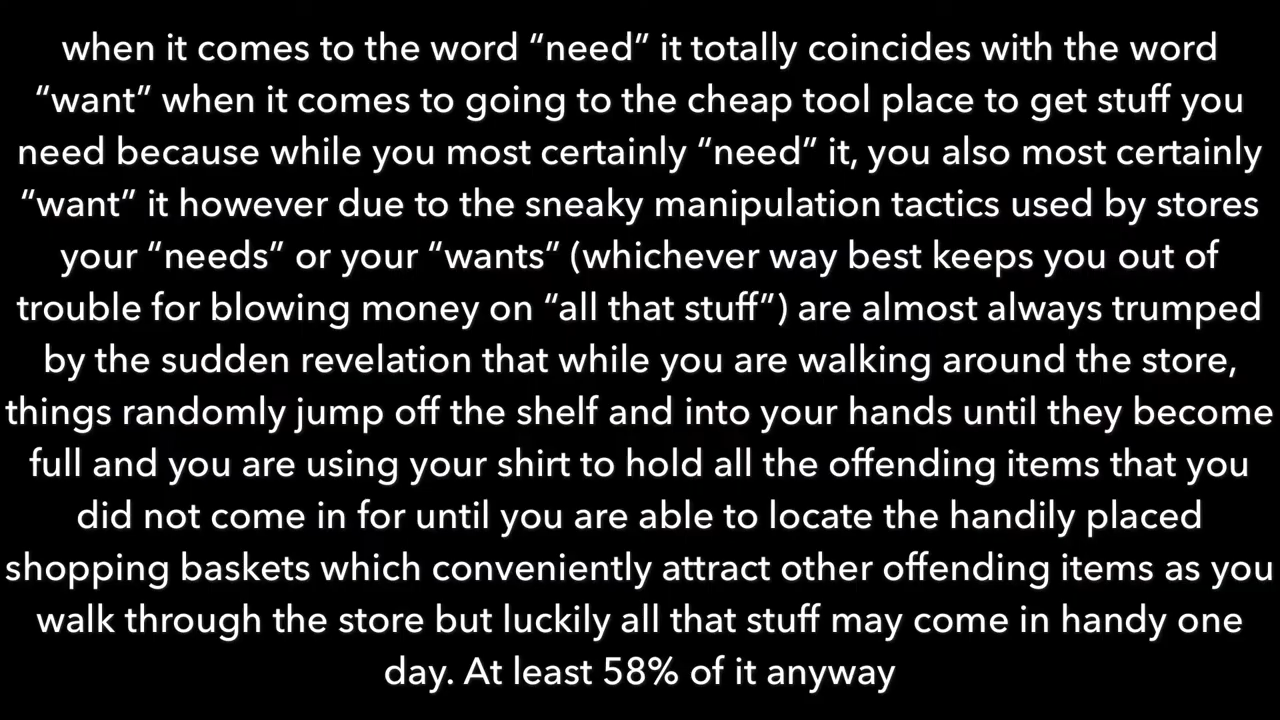 when it comes to the word “need” it totally coincides with the word
“want” when it comes to going to the cheap tool place to get stuff you
need because while you most certainly “need” it, you also most certainly
“want” it however due to the sneaky manipulation tactics used by stores
your “needs” or your “wants” (whichever way best keeps you out of
trouble for blowing money on “all that stuff”) are almost always trumped
by the sudden revelation that while you are walking around the store,
things randomly jump off the shelf and into your hands until they become
full and you are using your shirt to hold all the offending items that you
did not come in for until you are able to locate the handily placed
shopping baskets which conveniently attract other offending items as you
walk through the store but luckily all that stuff may come in handy one
day. At least 58% of it anyway